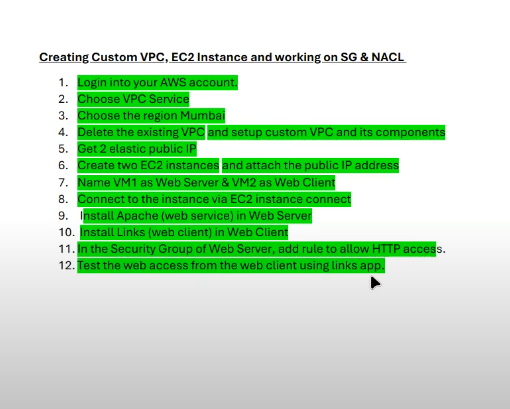 Creating Custom VPC, EC2 Instance and working on SG & NACL
1. Login into your AWS account.
2. Choose VPC Service
3. Choose the region Mumbai
4. Delete the existing VPC and setup custom VPC and its components
5. Get 2 elastic public IP
6. Create two EC2 instances and attach the public IP address
7. Name VM1 as Web Server & VM2 as Web Client
8. Connect to the instance via EC2 instance connect
9. Install Apache (web service) in Web Server
10. Install Links (web client) in Web Client
11. In the Security Group of Web Server, add rule to allow HTTP access.
12. Test the web access from the web client using links app.